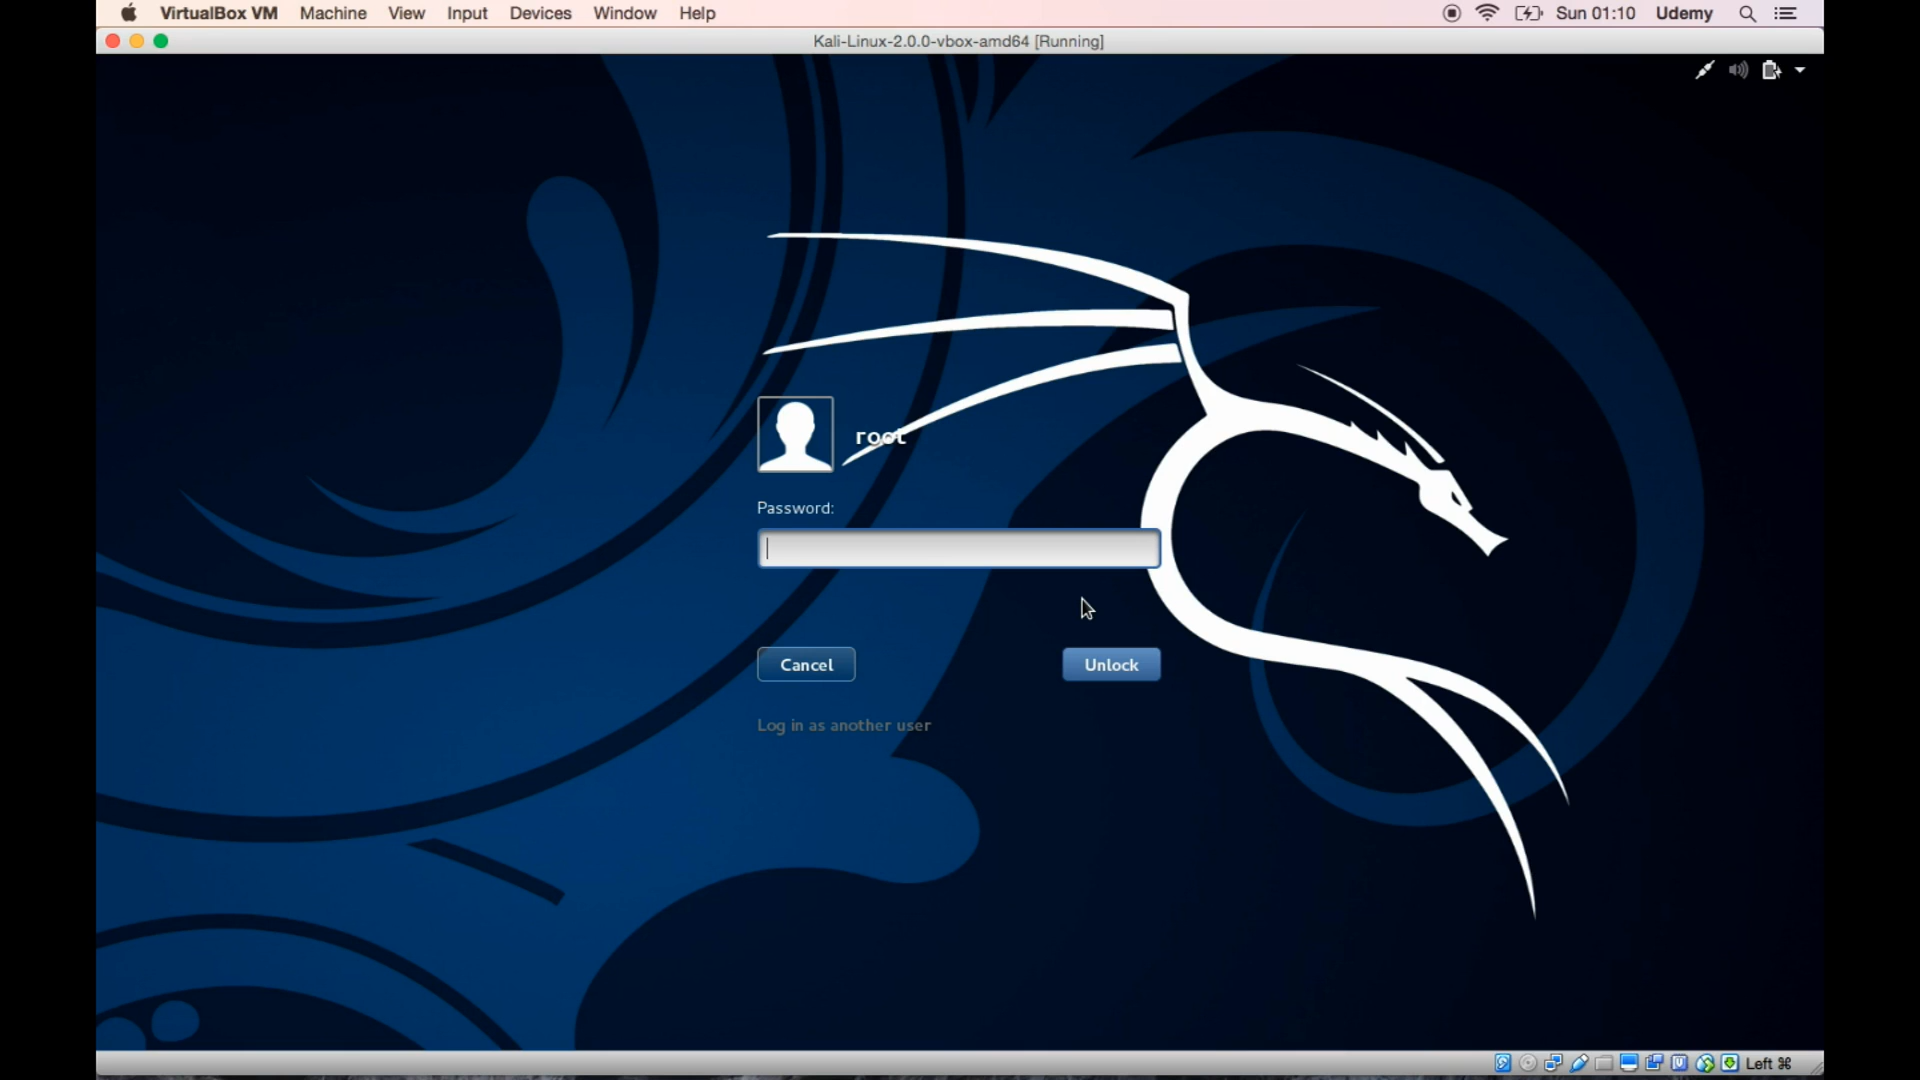 VirtualBox VM Machine View Input Devices Window Help Sun 01:10 Udemy
Kali-Linux-2.0.0-vbox-amd64 [Running]
root
Password:
Cancel Unlock
Log in as another user
Left ⌘